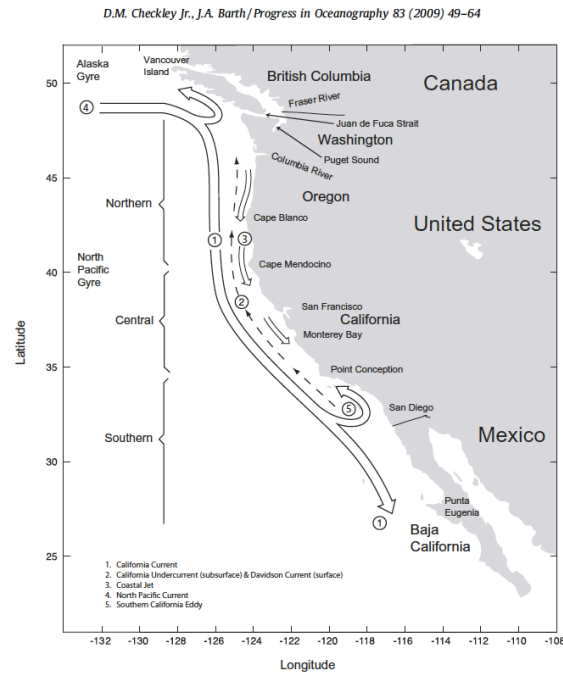 D.M. Checkley Jr., J.A. Barth / Progress in Oceanography 83 (2009) 49–64
Alaska
Gyre
Vancouver
Island
British Columbia
Canada
Fraser River
Juan de Fuca Strait
Washington
Puget Sound
Columbia River
Oregon
Northern
Cape Blanco
United States
North
Pacific
Gyre
Cape Mendocino
San Francisco
California
Central
Monterey Bay
Point Conception
San Diego
Southern
Mexico
Punta
Eugenia
Baja
California
4
1
3
2
5
1
1. California Current
2. California Undercurrent (subsurface) & Davidson Current (surface)
3. Coastal Jet
4. North Pacific Current
5. Southern California Eddy
50
45
40
35
30
25
Latitude
-132 -130 -128 -126 -124 -122 -120 -118 -116 -114 -112 -110 -108
Longitude